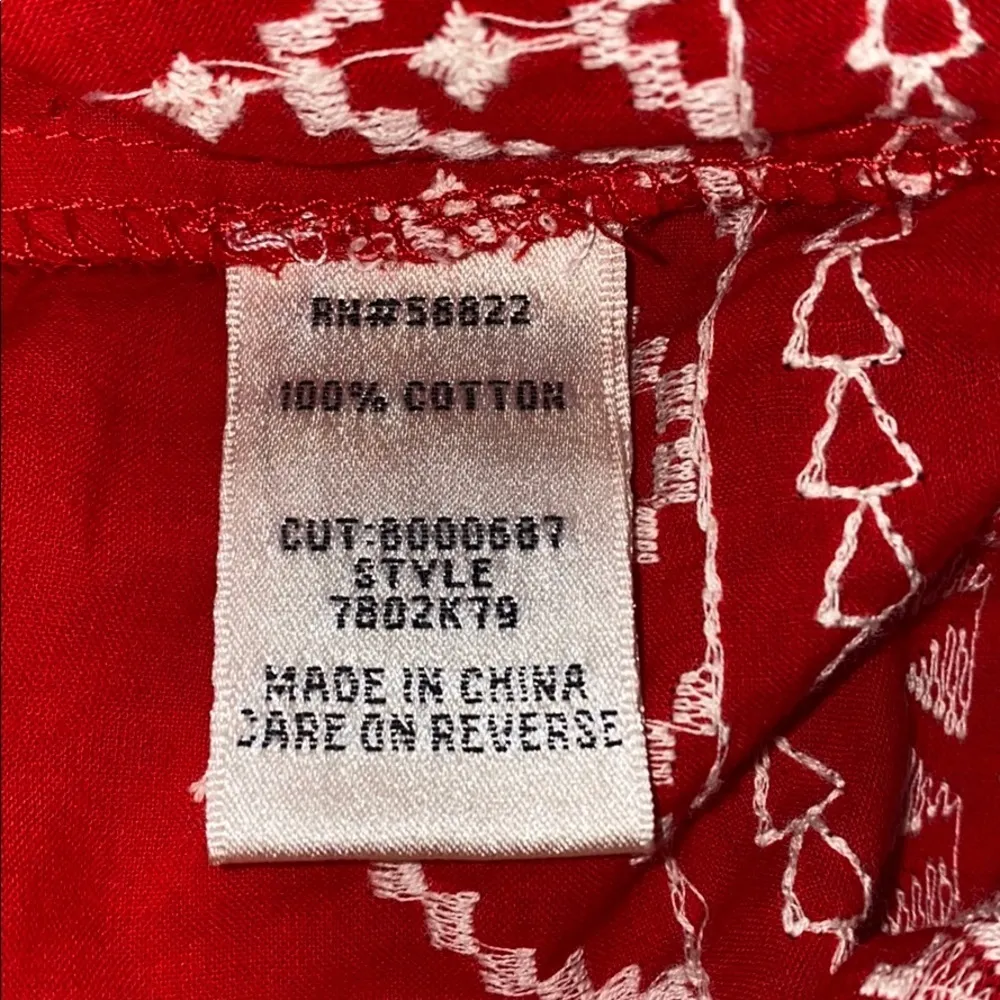 RN#58822
100% COTTON
CUT:8000687
STYLE
7802K79
MADE IN CHINA
CARE ON REVERSE